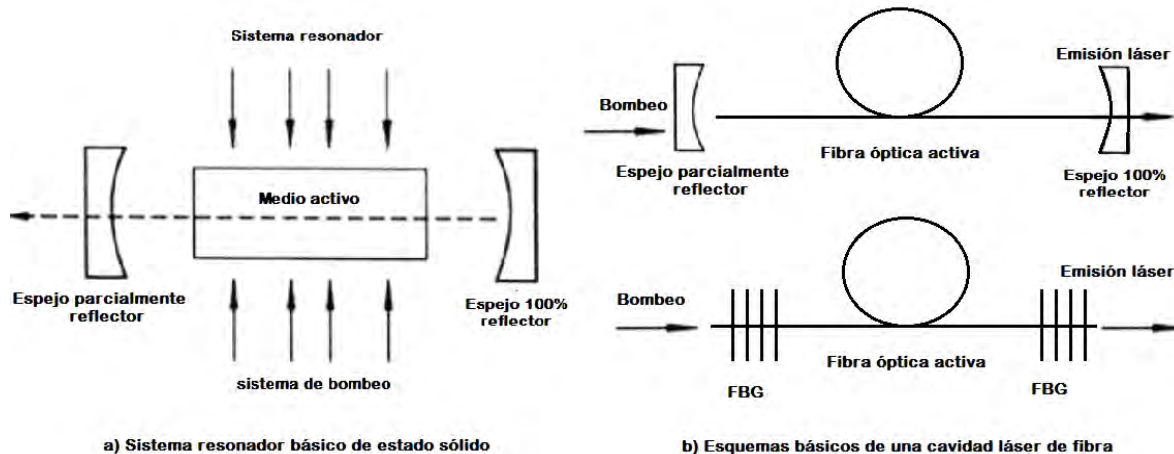 Sistema resonador
Medio activo
Espejo parcialmente
reflector
Espejo 100%
reflector
sistema de bombeo
a) Sistema resonador básico de estado sólido
Emisión láser
Bombeo
Fibra óptica activa
Espejo parcialmente
reflector
Espejo 100%
reflector
Emisión láser
Bombeo
Fibra óptica activa
FBG
FBG
b) Esquemas básicos de una cavidad láser de fibra